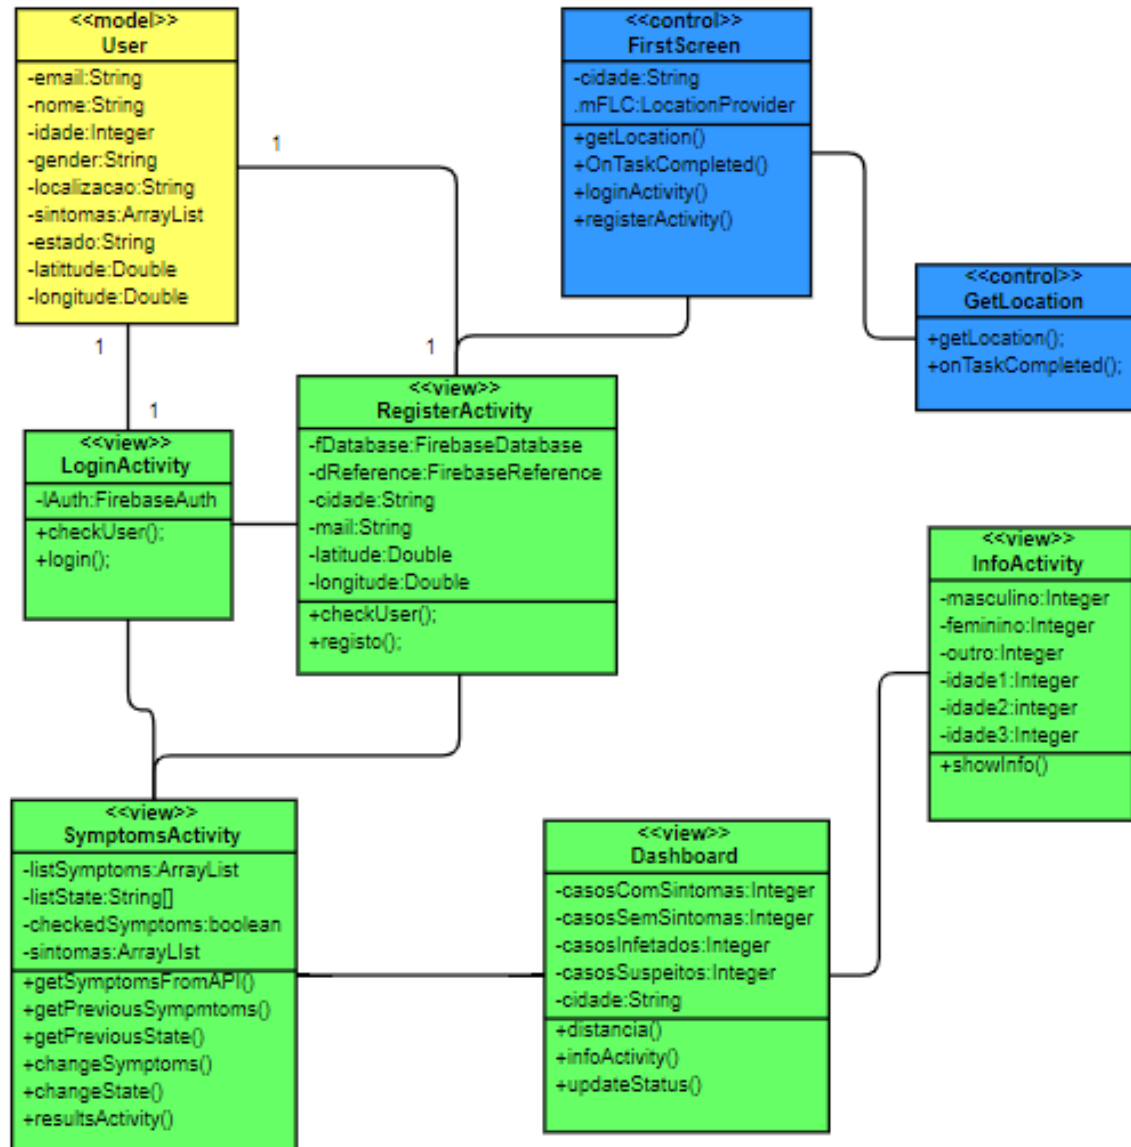 <<model>>
User
-email:String
-nome:String
-idade:Integer
-gender:String
-localizacao:String
-sintomas:ArrayList
-estado:String
-latittude:Double
-longitude:Double
1
1
1
1
<<control>>
FirstScreen
-cidade:String
.mFLC:LocationProvider
+getLocation()
+OnTaskCompleted()
+loginActivity()
+registerActivity()
<<control>>
GetLocation
+getLocation();
+onTaskCompleted();
<<view>>
LoginActivity
-lAuth:FirebaseAuth
+checkUser();
+login();
<<view>>
RegisterActivity
-fDatabase:FirebaseDatabase
-dReference:FirebaseReference
-cidade:String
-mail:String
-latitude:Double
-longitude:Double
+checkUser();
+registo();
<<view>>
InfoActivity
-masculino:Integer
-feminino:Integer
-outro:Integer
-idade1:Integer
-idade2:integer
-idade3:Integer
+showInfo()
<<view>>
SymptomsActivity
-listSymptoms:ArrayList
-listState:String[]
-checkedSymptoms:boolean
-sintomas:ArrayLIst
+getSymptomsFromAPI()
+getPreviousSympmtoms()
+getPreviousState()
+changeSymptoms()
+changeState()
+resultsActivity()
<<view>>
Dashboard
-casosComSintomas:Integer
-casosSemSintomas:Integer
-casosInfetados:Integer
-casosSuspeitos:Integer
-cidade:String
+distancia()
+infoActivity()
+updateStatus()